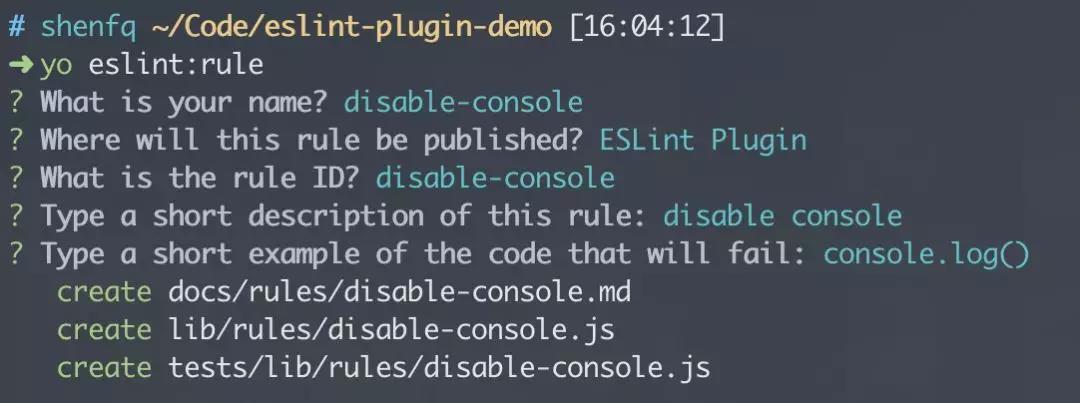 # shenfq ~/Code/eslint-plugin-demo [16:04:12]
➜ yo eslint:rule
? What is your name? disable-console
? Where will this rule be published? ESLint Plugin
? What is the rule ID? disable-console
? Type a short description of this rule: disable console
? Type a short example of the code that will fail: console.log()
create docs/rules/disable-console.md
create lib/rules/disable-console.js
create tests/lib/rules/disable-console.js